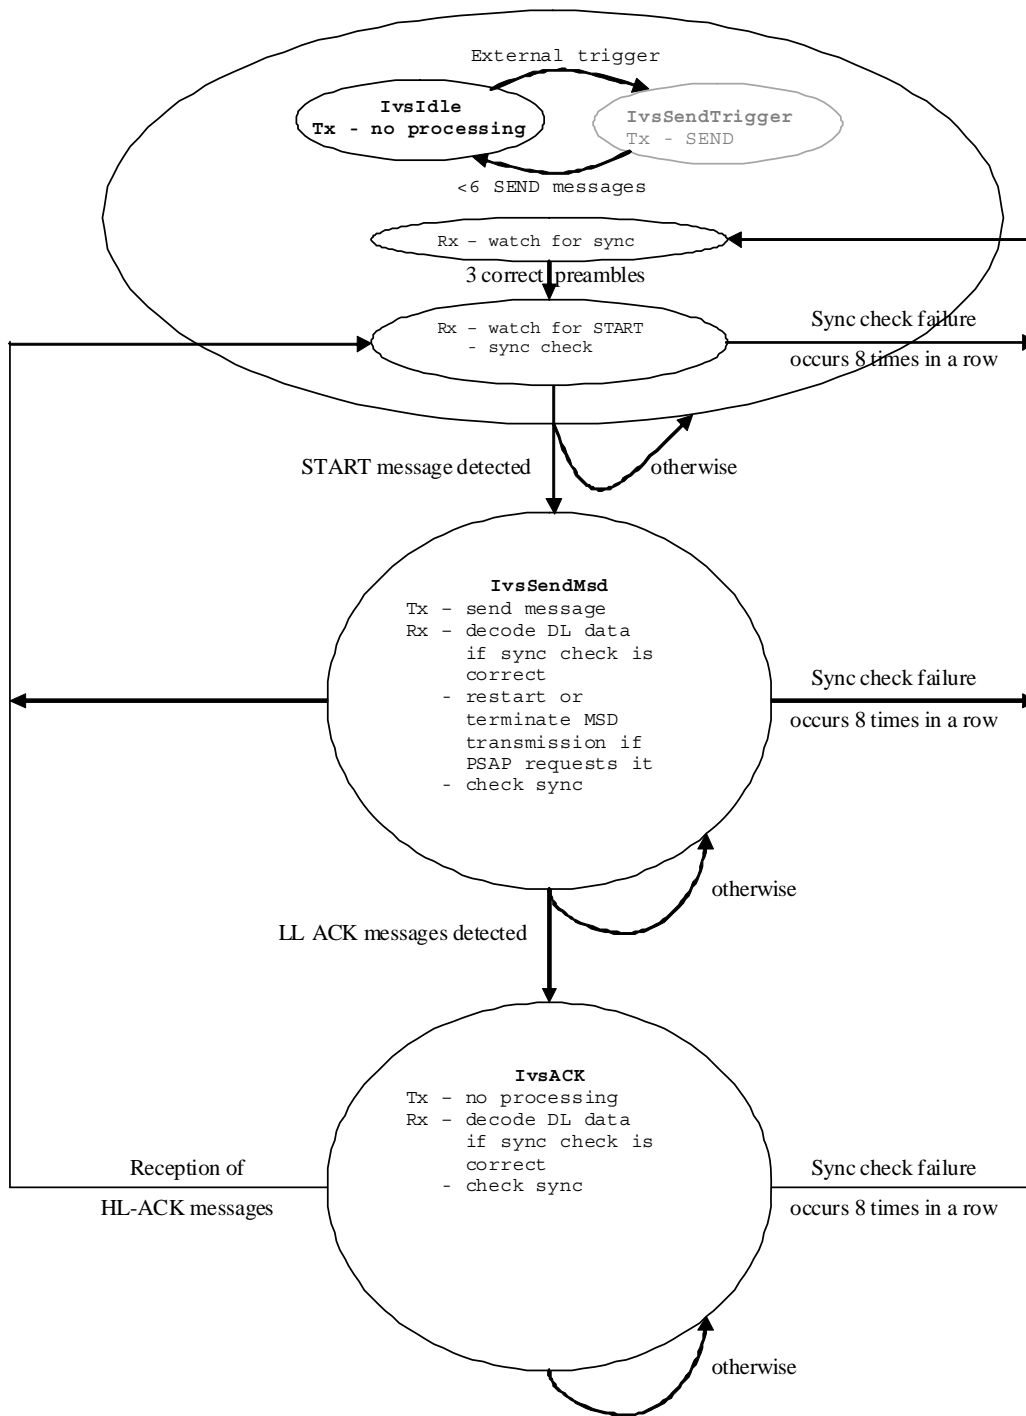 External trigger
IvsIdle
Tx - no processing
IvsSendTrigger
Tx - SEND
<6 SEND messages
Rx - watch for sync
3 correct preambles
Rx - watch for START
- sync check
Sync check failure
occurs 8 times in a row
START message detected
otherwise
IvsSendMsd
Tx - send message
Rx - decode DL data
if sync check is
correct
- restart or
terminate MSD
transmission if
PSAP requests it
- check sync
Sync check failure
occurs 8 times in a row
otherwise
LL ACK messages detected
IvsACK
Tx - no processing
Rx - decode DL data
if sync check is
correct
- check sync
Reception of
HL-ACK messages
Sync check failure
occurs 8 times in a row
otherwise